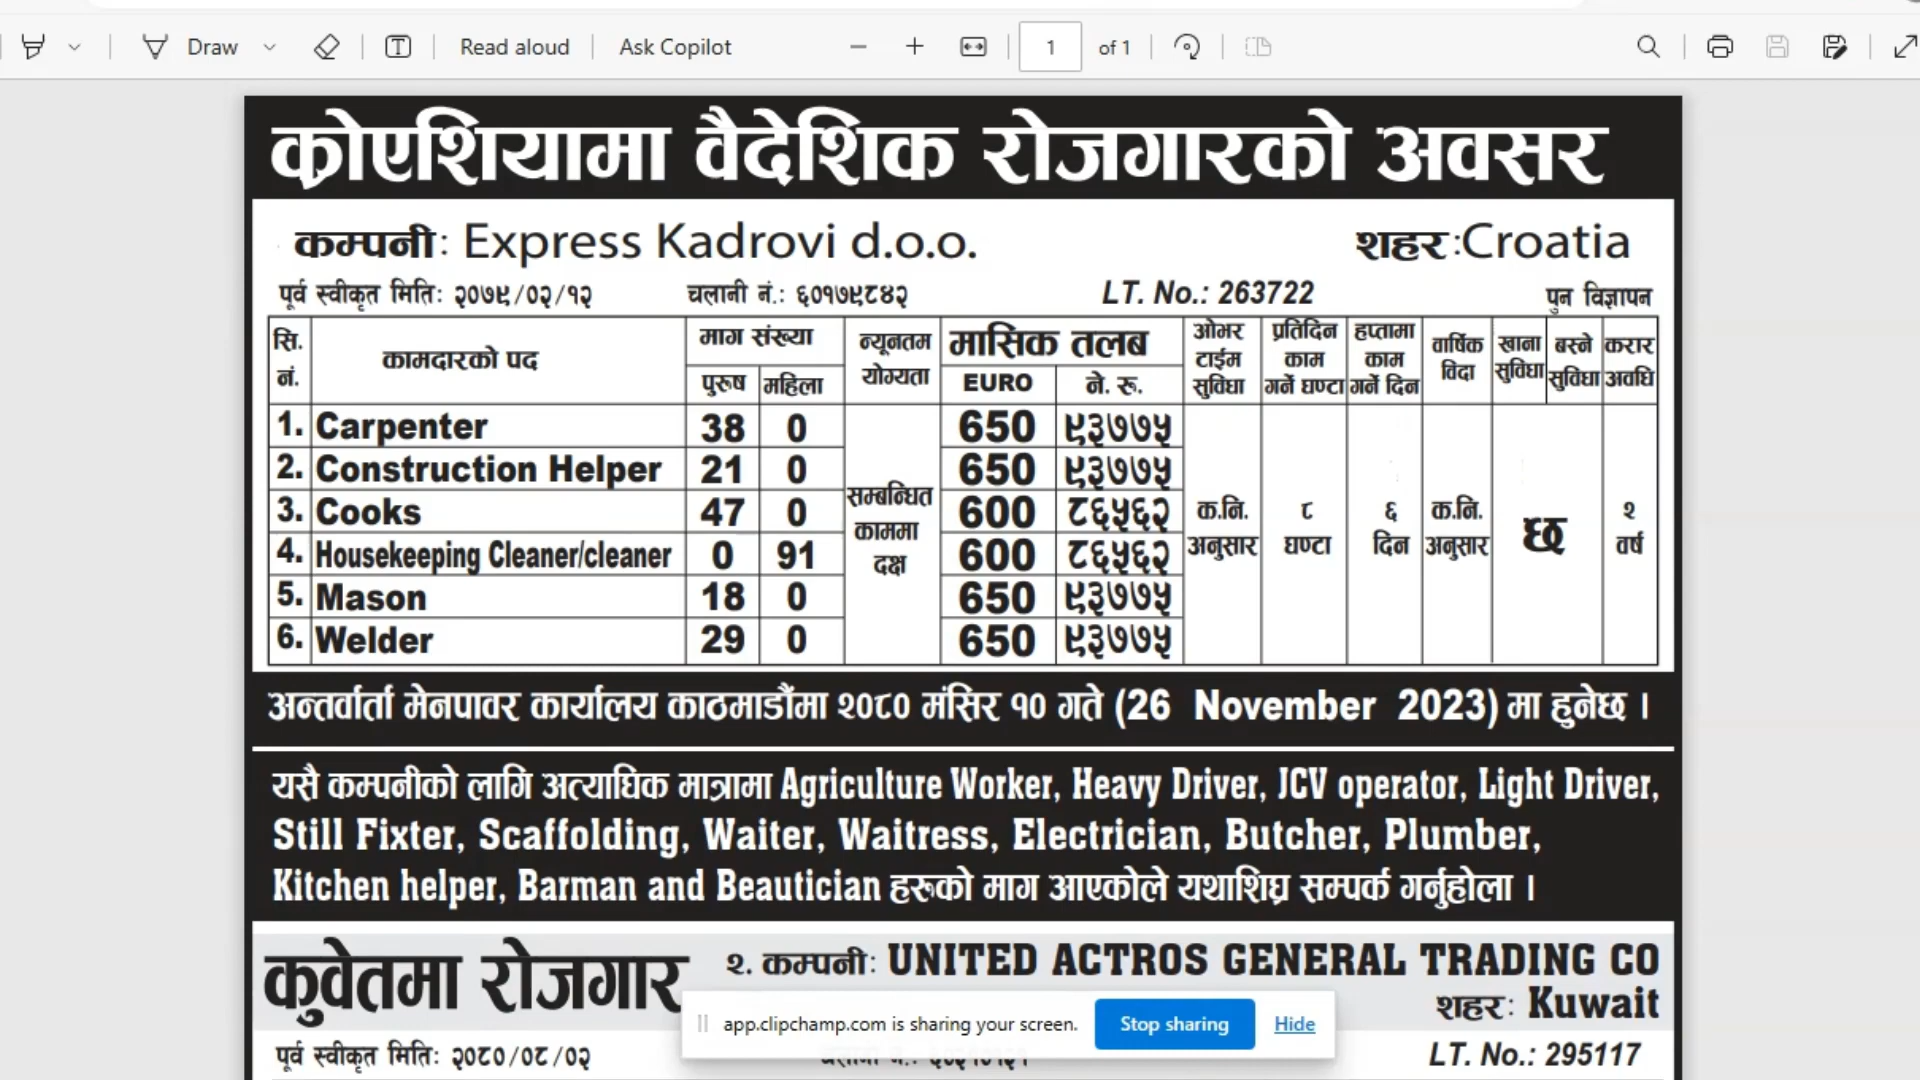 Draw
Read aloud
Ask Copilot
1 of 1
क्रोएशियामा वैदेशिक रोजगारको अवसर
कम्पनी: Express Kadrovi d.o.o. शहर:Croatia
पूर्व स्वीकृत मिति: २०७९/०२/१२ चलानी नं.: ६०१७९८४२ LT. No.: 263722 पुन विज्ञापन
सि. नं. कामदारको पद माग संख्या पुरूष महिला न्यूनतम योग्यता मासिक तलब EURO ने. रू. ओभर टाईम सुविधा प्रतिदिन काम गर्ने घण्टा हप्तामा काम गर्ने दिन वार्षिक विदा खाना सुविधा बस्ने सुविधा करार अवधि
1. Carpenter 38 0 650 ९३७७५
2. Construction Helper 21 0 650 ९३७७५
3. Cooks 47 0 600 ८६५६२
4. Housekeeping Cleaner/cleaner 0 91 600 ८६५६२
5. Mason 18 0 650 ९३७७५
6. Welder 29 0 650 ९३७७५
सम्बन्धित काममा दक्ष क.नि. अनुसार ८ घण्टा ६ दिन क.नि. अनुसार छ २ वर्ष
अन्तर्वार्ता मेनपावर कार्यालय काठमाडौंमा २०८० मंसिर १० गते (26 November 2023) मा हुनेछ ।
यसै कम्पनीको लागि अत्याधिक मात्रामा Agriculture Worker, Heavy Driver, JCV operator, Light Driver,
Still Fixter, Scaffolding, Waiter, Waitress, Electrician, Butcher, Plumber,
Kitchen helper, Barman and Beautician हरूको माग आएकोले यथाशिघ्र सम्पर्क गर्नुहोला ।
कुवेतमा रोजगार २. कम्पनी: UNITED ACTROS GENERAL TRADING CO
शहर: Kuwait
app.clipchamp.com is sharing your screen. Stop sharing Hide
पूर्व स्वीकृत मिति: २०८०/०८/०२ LT. No.: 295117